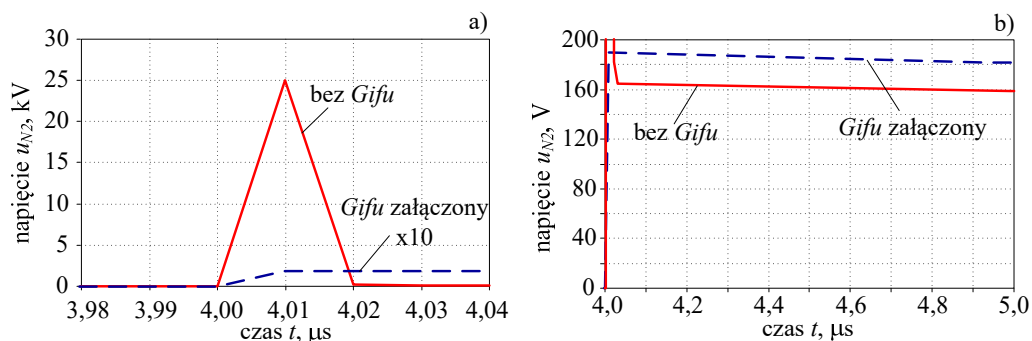 a)
napięcie u_N2, kV
30
25
20
15
10
5
0
bez Gifu
Gifu załączony
x10
3,98 3,99 4,00 4,01 4,02 4,03 4,04
czas t, μs
b)
napięcie u_N2, V
200
160
120
80
40
0
bez Gifu
Gifu załączony
4,0 4,2 4,4 4,6 4,8 5,0
czas t, μs